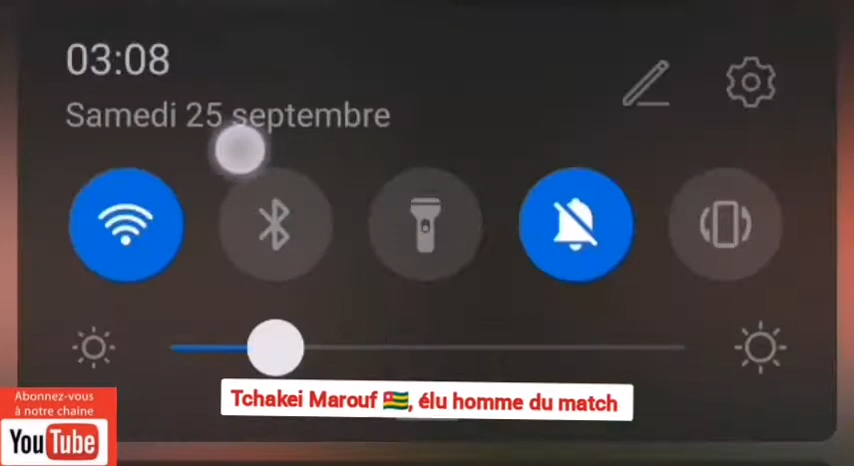 03:08
Samedi 25 septembre
Tchakei Marouf 🇹🇬, élu homme du match
Abonnez-vous
à notre chaine
YouTube